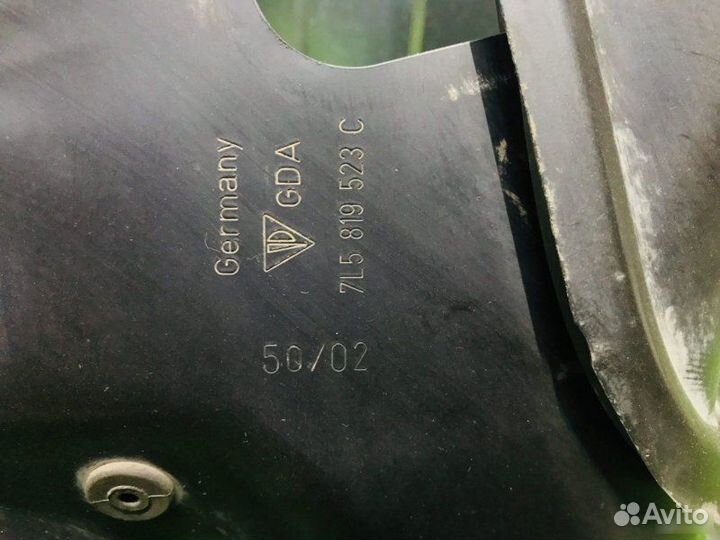 Germany
GDA
7L5 819 523 C
50/02
Avito